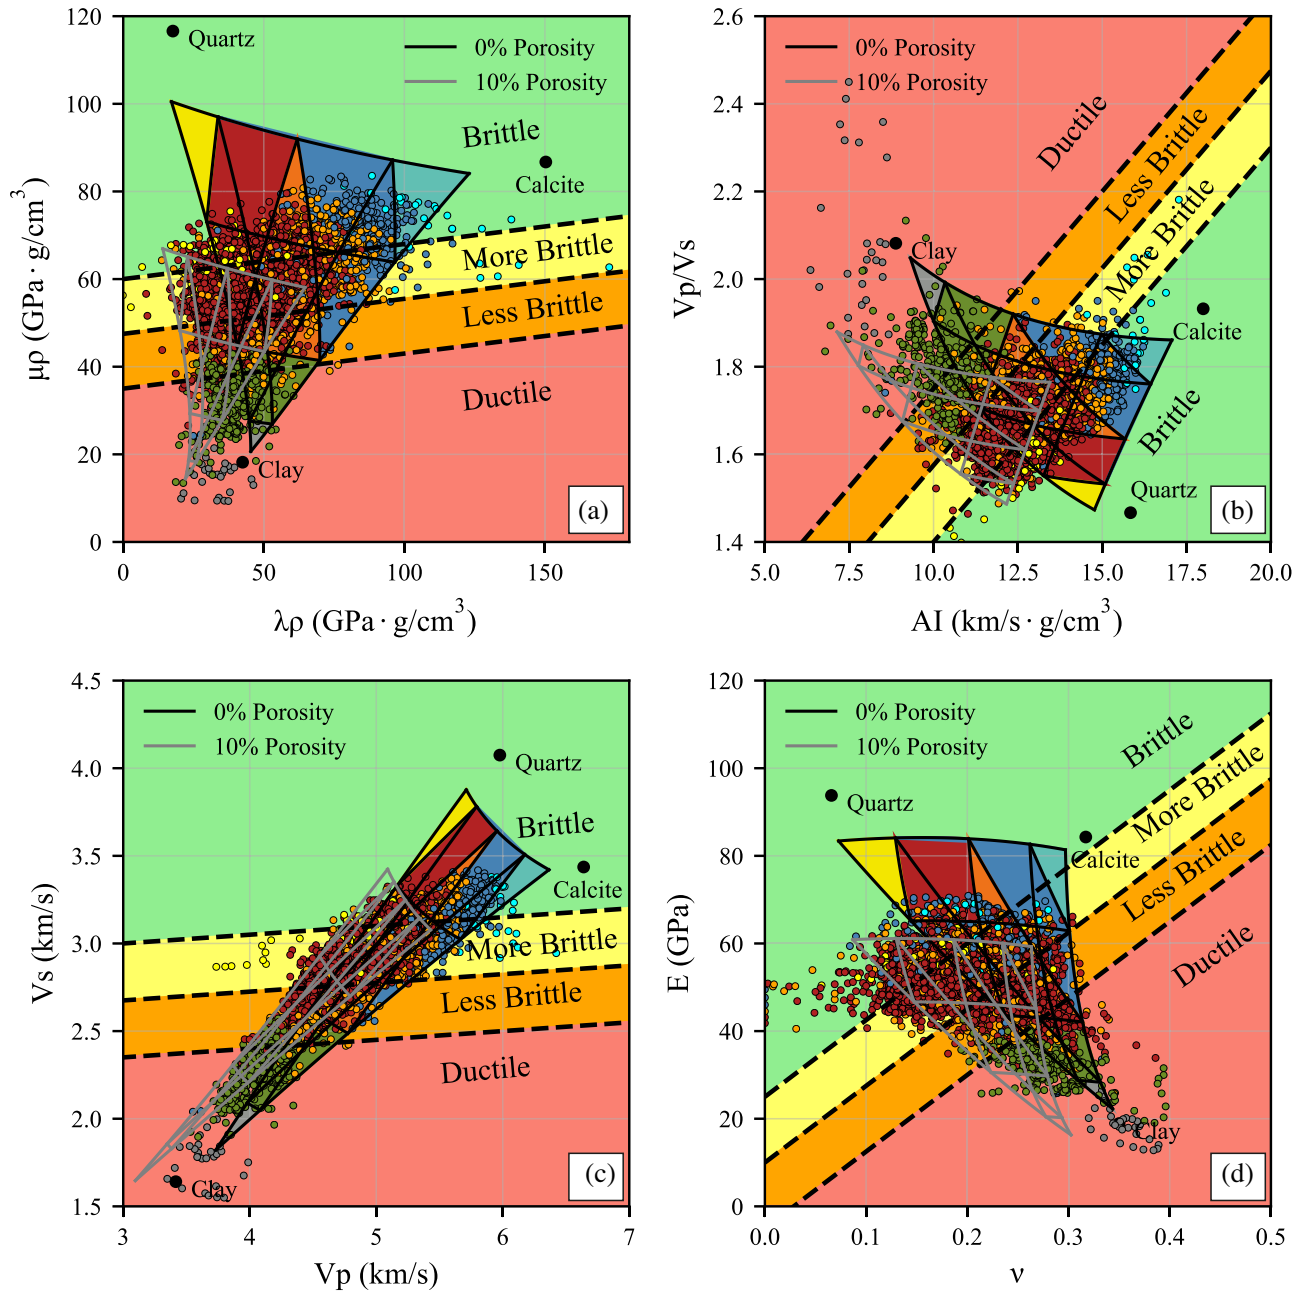 120
100
80
60
40
20
0
0
50
100
150
μρ (GPa · g/cm³)
λρ (GPa · g/cm³)
0% Porosity
10% Porosity
Quartz
Brittle
Calcite
More Brittle
Less Brittle
Ductile
Clay
(a)
2.6
2.4
2.2
2.0
1.8
1.6
1.4
5.0
7.5
10.0
12.5
15.0
17.5
20.0
Vp/Vs
AI (km/s · g/cm³)
0% Porosity
10% Porosity
Ductile
Less Brittle
More Brittle
Clay
Calcite
Brittle
Quartz
(b)
4.5
4.0
3.5
3.0
2.5
2.0
1.5
3
4
5
6
7
Vs (km/s)
Vp (km/s)
0% Porosity
10% Porosity
Quartz
Brittle
Calcite
More Brittle
Less Brittle
Ductile
Clay
(c)
120
100
80
60
40
20
0
0.0
0.1
0.2
0.3
0.4
0.5
E (GPa)
ν
0% Porosity
10% Porosity
Brittle
More Brittle
Quartz
Calcite
Less Brittle
Ductile
Clay
(d)